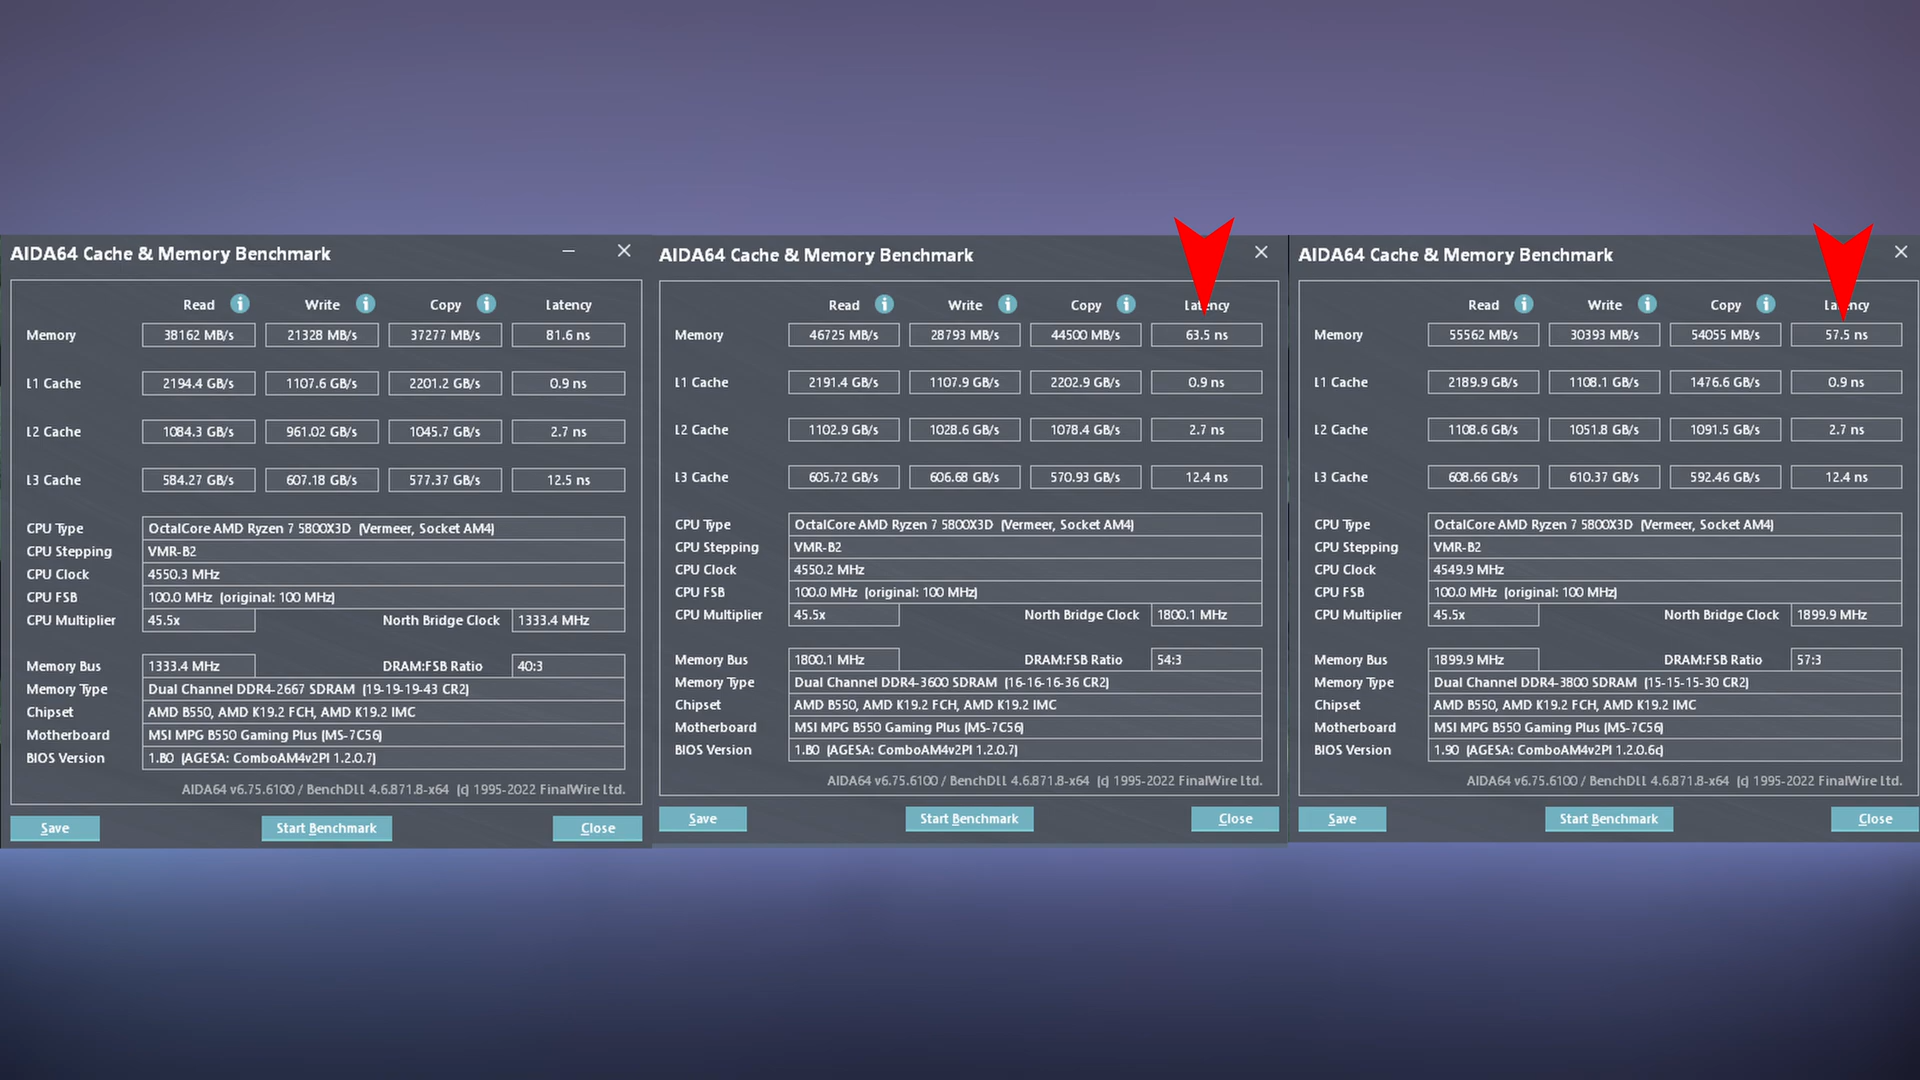 AIDA64 Cache & Memory Benchmark
Read Write Copy Latency
Memory 38162 MB/s 21328 MB/s 37277 MB/s 81.6 ns
L1 Cache 2194.4 GB/s 1107.6 GB/s 2201.2 GB/s 0.9 ns
L2 Cache 1084.3 GB/s 961.02 GB/s 1045.7 GB/s 2.7 ns
L3 Cache 584.27 GB/s 607.18 GB/s 577.37 GB/s 12.5 ns
CPU Type OctalCore AMD Ryzen 7 5800X3D (Vermeer, Socket AM4)
CPU Stepping VMR-B2
CPU Clock 4550.3 MHz
CPU FSB 100.0 MHz (original: 100 MHz)
CPU Multiplier 45.5x North Bridge Clock 1333.4 MHz
Memory Bus 1333.4 MHz DRAM:FSB Ratio 40:3
Memory Type Dual Channel DDR4-2667 SDRAM (19-19-19-43 CR2)
Chipset AMD B550, AMD K19.2 FCH, AMD K19.2 IMC
Motherboard MSI MPG B550 Gaming Plus (MS-7C56)
BIOS Version 1.B0 (AGESA: ComboAM4v2PI 1.2.0.7)
AIDA64 v6.75.6100 / BenchDLL 4.6.871.8-x64 (c) 1995-2022 FinalWire Ltd.
Save Start Benchmark Close
AIDA64 Cache & Memory Benchmark
Read Write Copy Latency
Memory 46725 MB/s 28793 MB/s 44500 MB/s 63.5 ns
L1 Cache 2191.4 GB/s 1107.9 GB/s 2202.9 GB/s 0.9 ns
L2 Cache 1102.9 GB/s 1028.6 GB/s 1078.4 GB/s 2.7 ns
L3 Cache 605.72 GB/s 606.68 GB/s 570.93 GB/s 12.4 ns
CPU Type OctalCore AMD Ryzen 7 5800X3D (Vermeer, Socket AM4)
CPU Stepping VMR-B2
CPU Clock 4550.2 MHz
CPU FSB 100.0 MHz (original: 100 MHz)
CPU Multiplier 45.5x North Bridge Clock 1800.1 MHz
Memory Bus 1800.1 MHz DRAM:FSB Ratio 54:3
Memory Type Dual Channel DDR4-3600 SDRAM (16-16-16-36 CR2)
Chipset AMD B550, AMD K19.2 FCH, AMD K19.2 IMC
Motherboard MSI MPG B550 Gaming Plus (MS-7C56)
BIOS Version 1.B0 (AGESA: ComboAM4v2PI 1.2.0.7)
AIDA64 v6.75.6100 / BenchDLL 4.6.871.8-x64 (c) 1995-2022 FinalWire Ltd.
Save Start Benchmark Close
AIDA64 Cache & Memory Benchmark
Read Write Copy Latency
Memory 55562 MB/s 30393 MB/s 54055 MB/s 57.5 ns
L1 Cache 2189.9 GB/s 1108.1 GB/s 1476.6 GB/s 0.9 ns
L2 Cache 1108.6 GB/s 1051.8 GB/s 1091.5 GB/s 2.7 ns
L3 Cache 608.66 GB/s 610.37 GB/s 592.46 GB/s 12.4 ns
CPU Type OctalCore AMD Ryzen 7 5800X3D (Vermeer, Socket AM4)
CPU Stepping VMR-B2
CPU Clock 4549.9 MHz
CPU FSB 100.0 MHz (original: 100 MHz)
CPU Multiplier 45.5x North Bridge Clock 1899.9 MHz
Memory Bus 1899.9 MHz DRAM:FSB Ratio 57:3
Memory Type Dual Channel DDR4-3800 SDRAM (15-15-15-30 CR2)
Chipset AMD B550, AMD K19.2 FCH, AMD K19.2 IMC
Motherboard MSI MPG B550 Gaming Plus (MS-7C56)
BIOS Version 1.90 (AGESA: ComboAM4v2PI 1.2.0.6c)
AIDA64 v6.75.6100 / BenchDLL 4.6.871.8-x64 (c) 1995-2022 FinalWire Ltd.
Save Start Benchmark Close